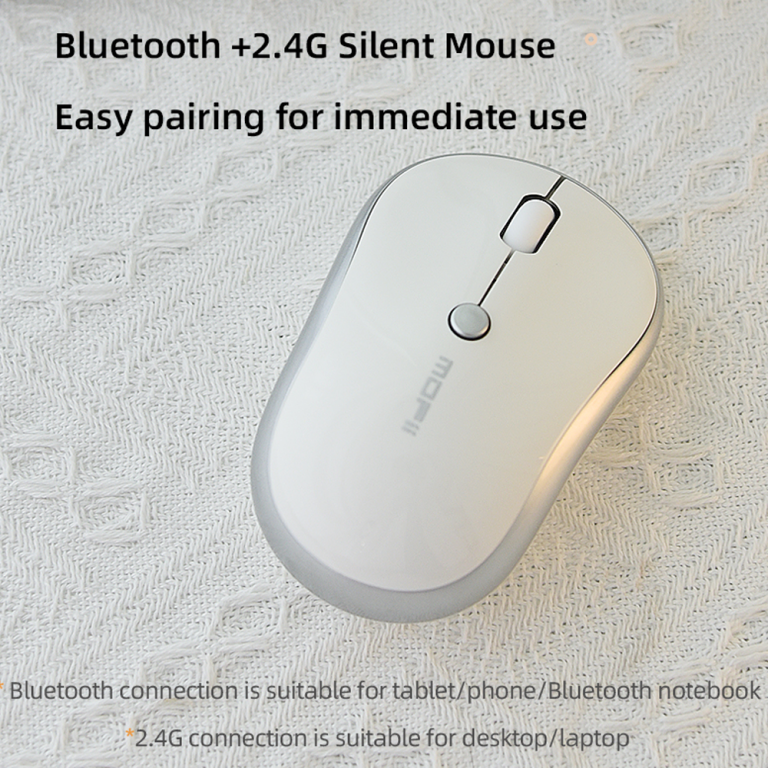 Bluetooth +2.4G Silent Mouse
Easy pairing for immediate use
MOFii
* Bluetooth connection is suitable for tablet/phone/Bluetooth notebook
*2.4G connection is suitable for desktop/laptop